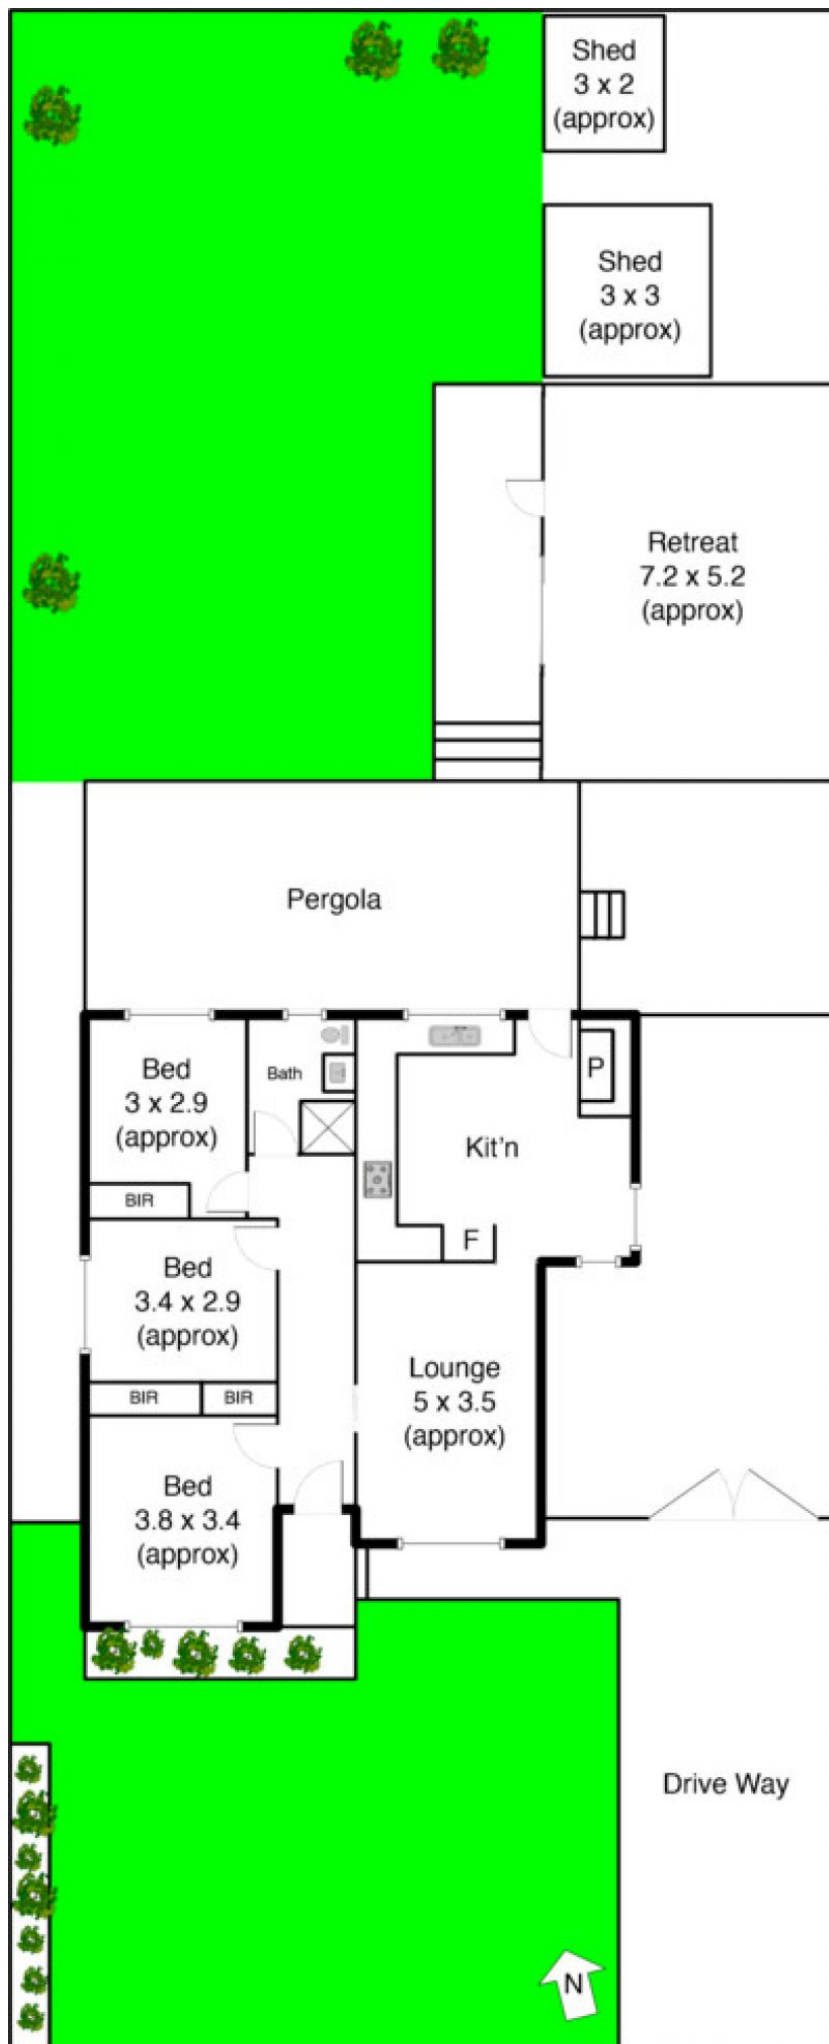 Shed
3 x 2
(approx)
Shed
3 x 3
(approx)
Retreat
7.2 x 5.2
(approx)
Pergola
Bed
3 x 2.9
(approx)
Bath
P
Kit'n
BIR
F
Bed
3.4 x 2.9
(approx)
BIR
BIR
Lounge
5 x 3.5
(approx)
Bed
3.8 x 3.4
(approx)
Drive Way
N